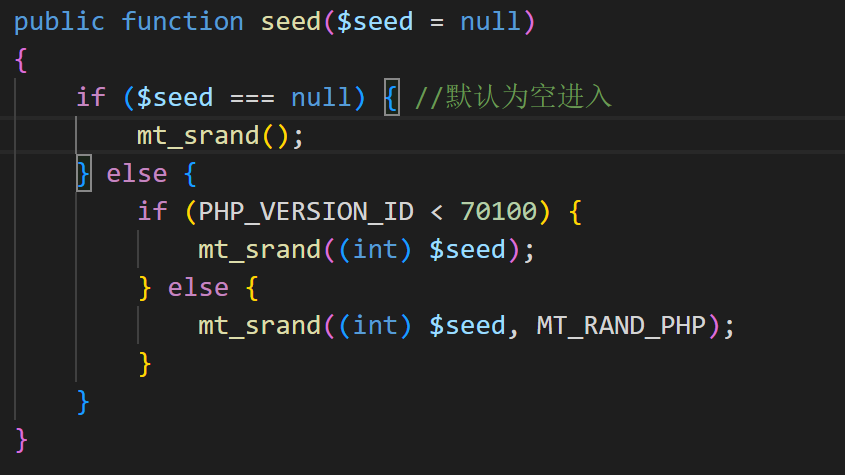 public function seed($seed = null)
{
    if ($seed === null) { //默认为空进入
        mt_srand();
    } else {
        if (PHP_VERSION_ID < 70100) {
            mt_srand((int) $seed);
        } else {
            mt_srand((int) $seed, MT_RAND_PHP);
        }
    }
}